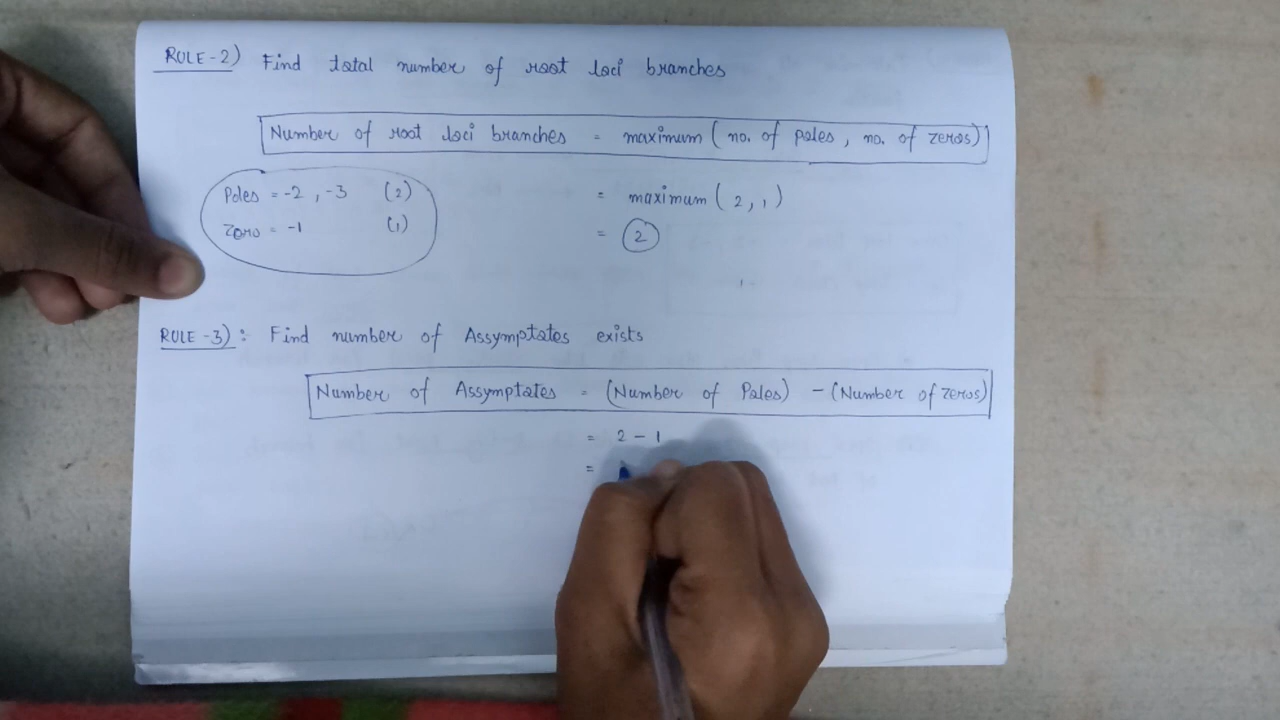 RULE-2) Find total number of root loci branches
Number of root loci branches = maximum ( no. of poles , no. of zeros)
Poles = -2 , -3 (2)
= maximum ( 2 , 1 )
Zero = -1 (1)
= 2
RULE -3) :- Find number of Assymptotes exists
Number of Assymptotes = (Number of Poles) - (Number of zeros)
= 2 - 1
=